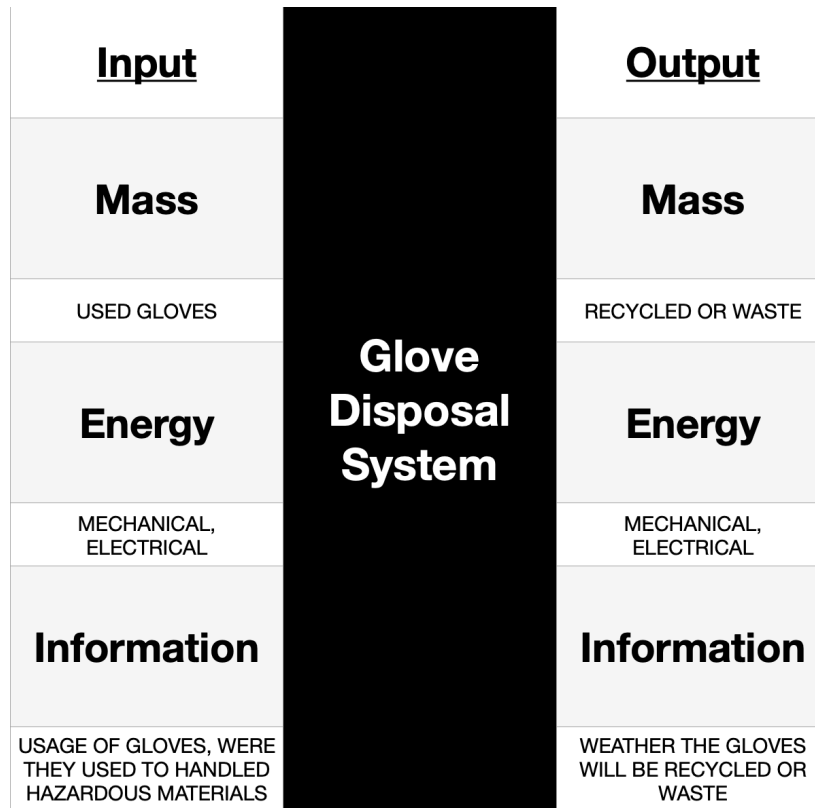 Input
Output
Mass
Mass
USED GLOVES
RECYCLED OR WASTE
Glove
Disposal
System
Energy
Energy
MECHANICAL,
ELECTRICAL
MECHANICAL,
ELECTRICAL
Information
Information
USAGE OF GLOVES, WERE
THEY USED TO HANDLED
HAZARDOUS MATERIALS
WEATHER THE GLOVES
WILL BE RECYCLED OR
WASTE